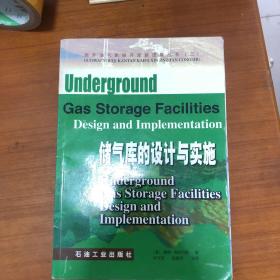 Underground
Gas Storage Facilities
Design and Implementation
储气库的设计与实施
Underground
Gas Storage Facilities
Design and
Implementation
石油工业出版社